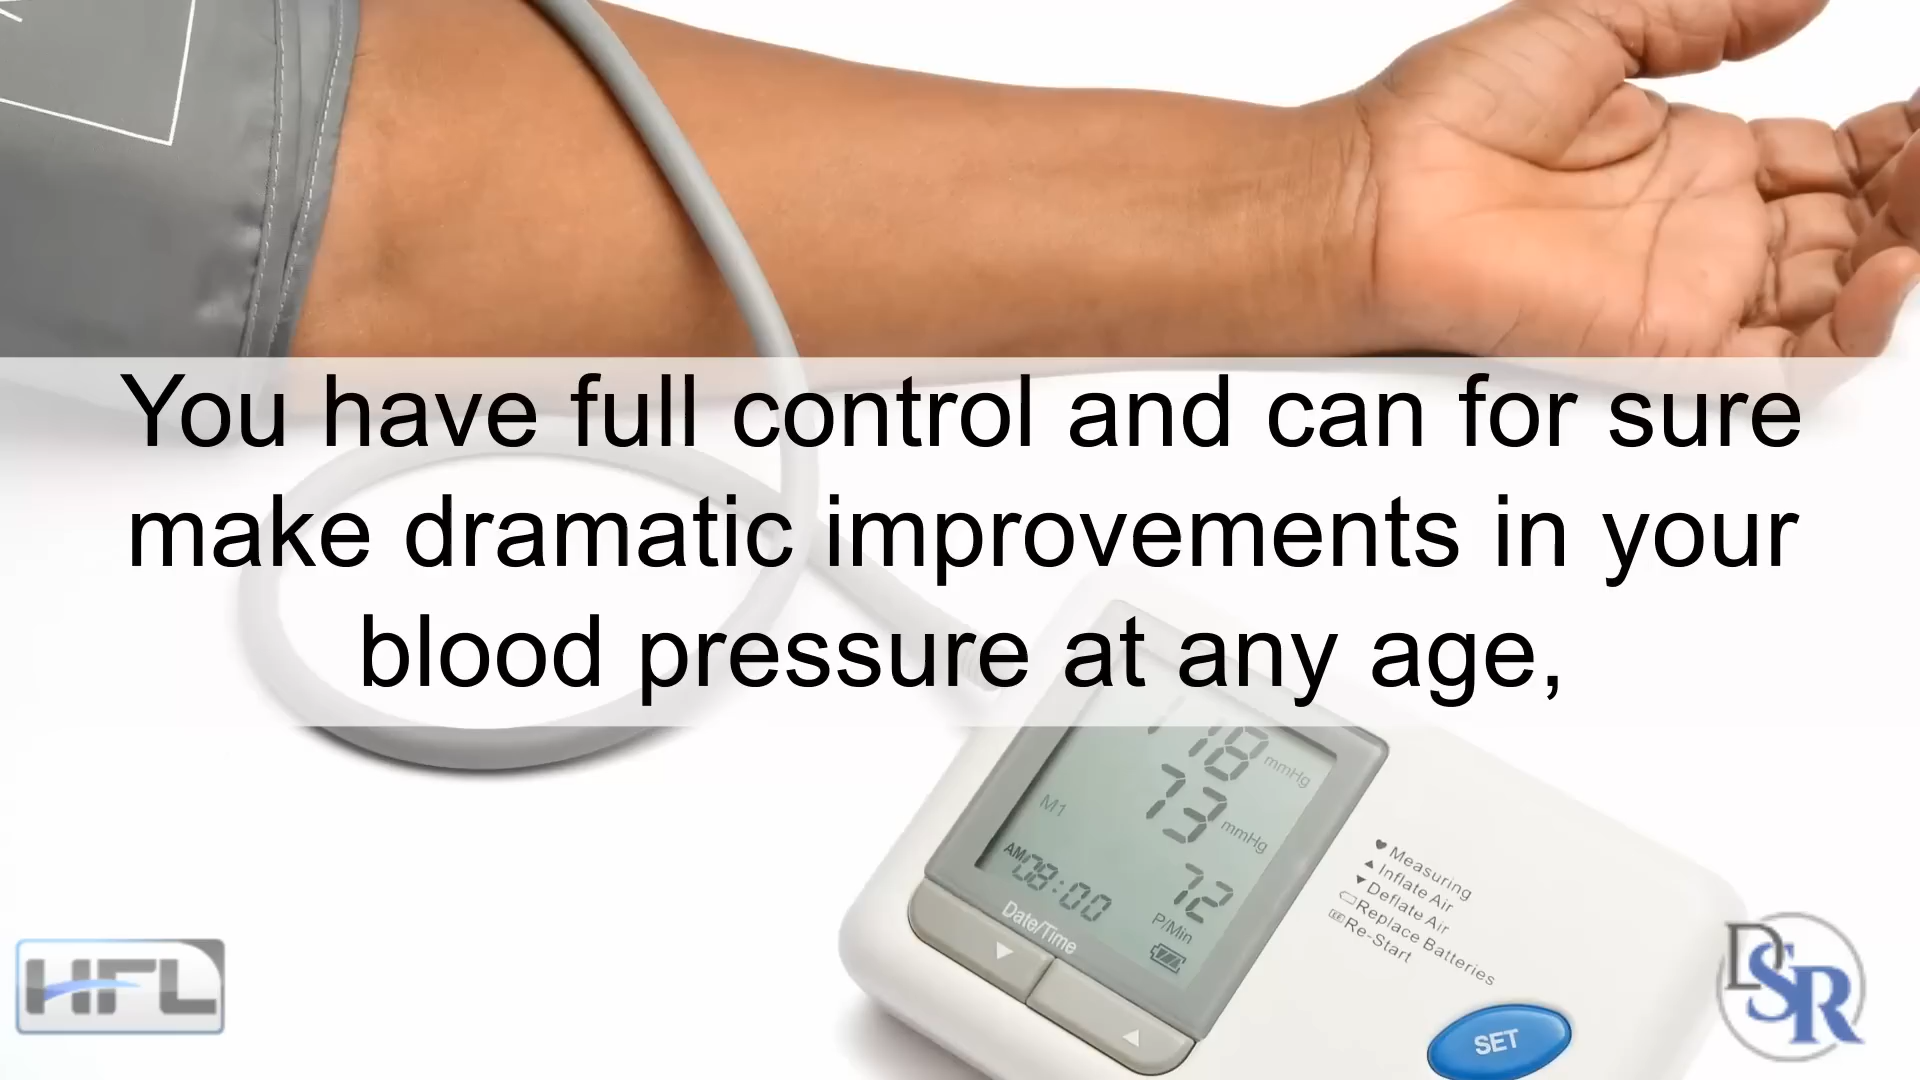 You have full control and can for sure
make dramatic improvements in your
blood pressure at any age,
118 mmHg
73 mmHg
M1
AM 08:00
72
P/Min
Date/Time
Measuring
Inflate Air
Deflate Air
Replace Batteries
Re-Start
SET
HFL
DSR